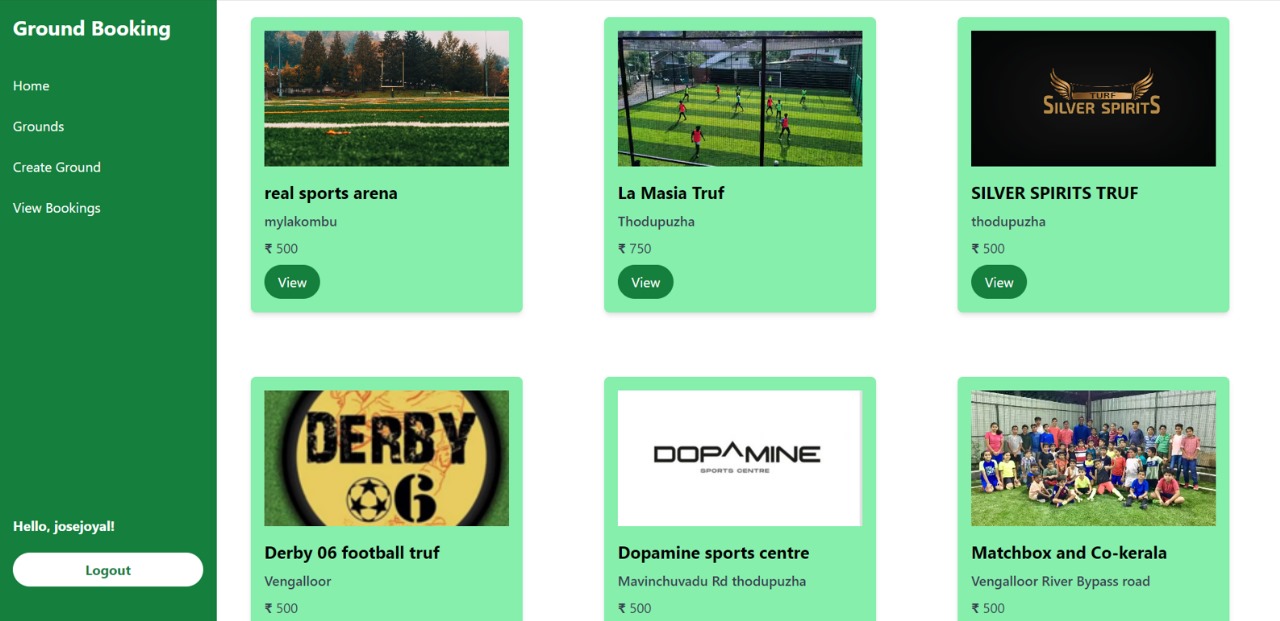 Ground Booking
Home
Grounds
Create Ground
View Bookings
Hello, josejoyal!
Logout
real sports arena
mylakombu
₹ 500
View
La Masia Truf
Thodupuzha
₹ 750
View
TURF
SILVER SPIRITS
SILVER SPIRITS TRUF
thodupuzha
₹ 500
View
DERBY
06
Derby 06 football truf
Vengalloor
₹ 500
DOPAMINE
SPORTS CENTRE
Dopamine sports centre
Mavinchuvadu Rd thodupuzha
₹ 500
Matchbox and Co-kerala
Vengalloor River Bypass road
₹ 500